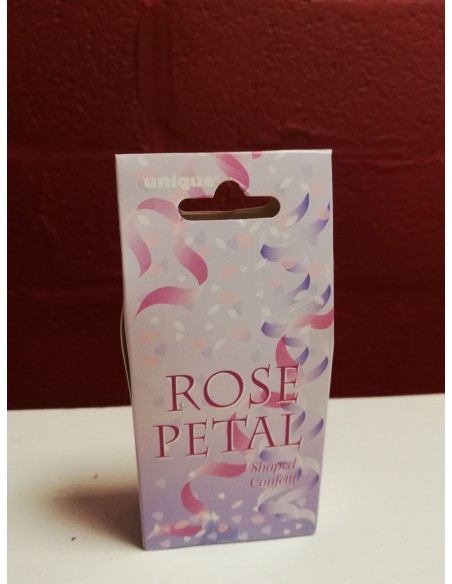 unique
ROSE
PETAL
Shaped
Confetti